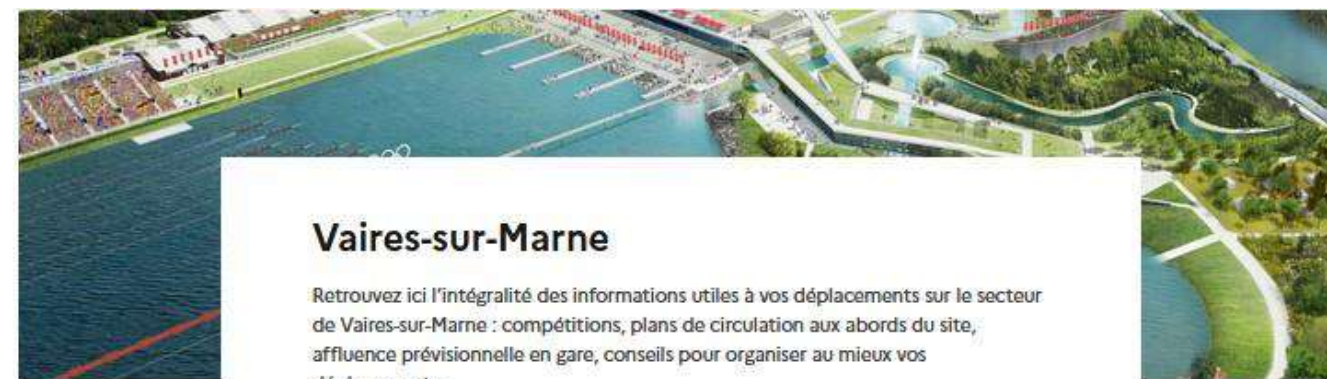 Vaires-sur-Marne
Retrouvez ici l'intégralité des informations utiles à vos déplacements sur le secteur
de Vaires-sur-Marne : compétitions, plans de circulation aux abords du site,
affluence prévisionnelle en gare, conseils pour organiser au mieux vos